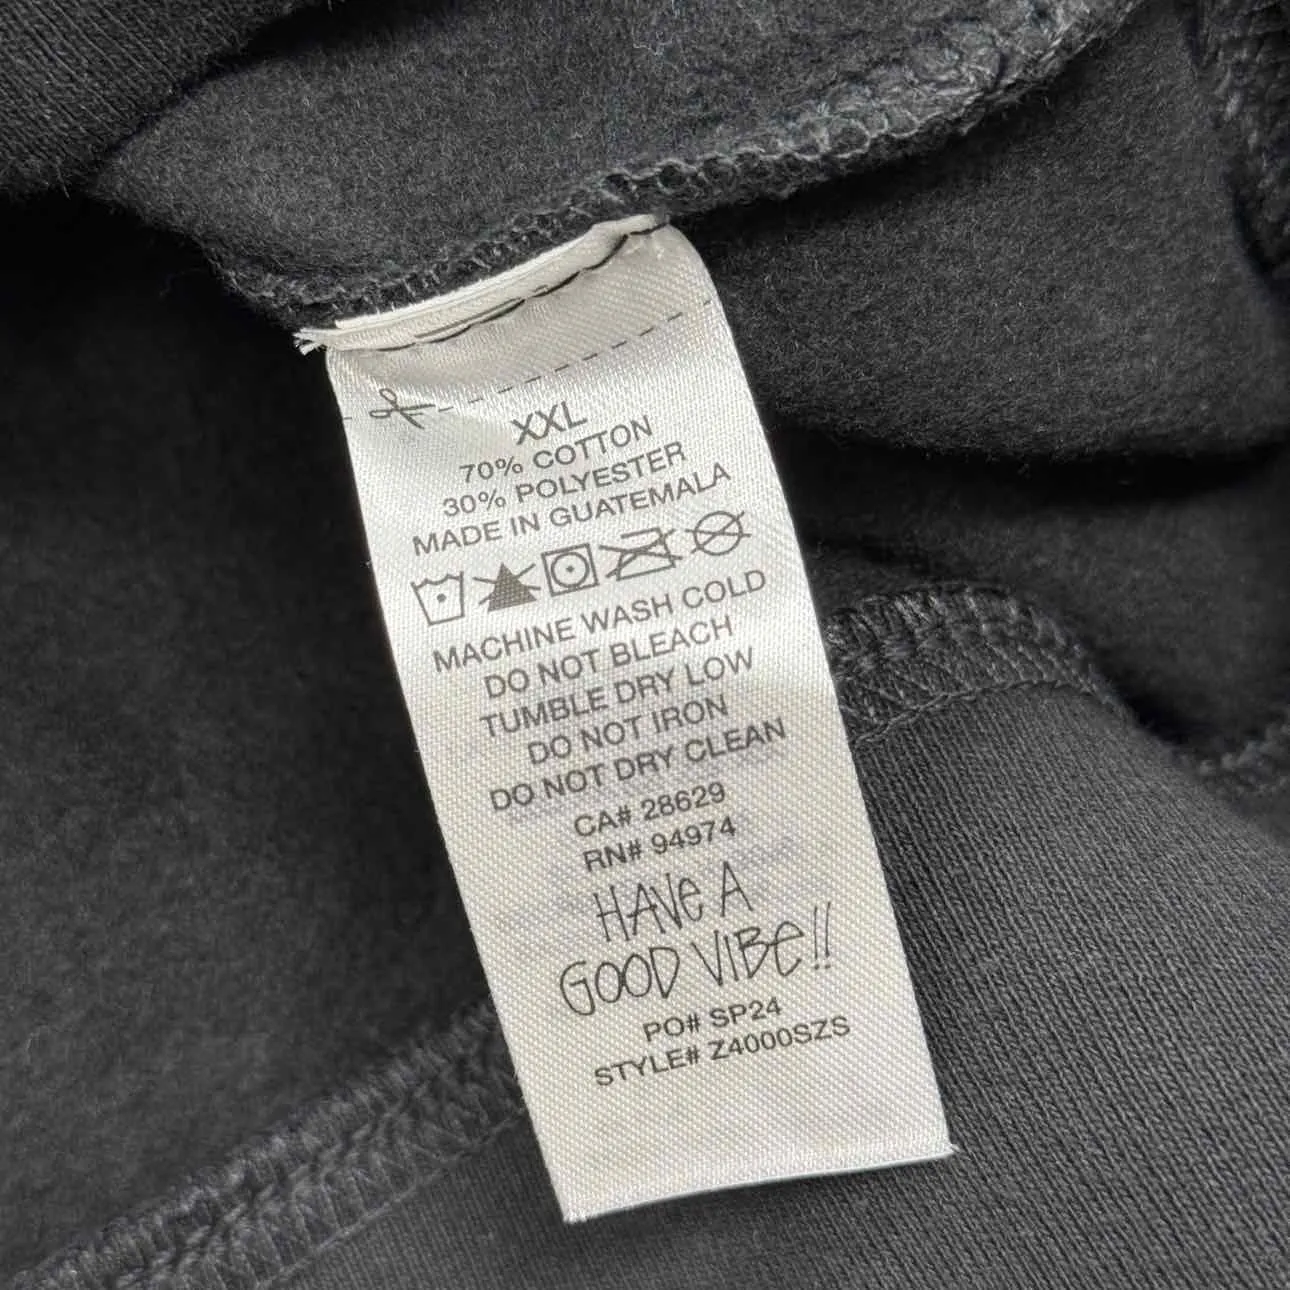 XXL
70% COTTON
30% POLYESTER
MADE IN GUATEMALA
MACHINE WASH COLD
DO NOT BLEACH
TUMBLE DRY LOW
DO NOT IRON
DO NOT DRY CLEAN
CA# 28629
RN# 94974
HAVe A
GOOD VIBe!!
PO# SP24
STYLE# Z4000SZS